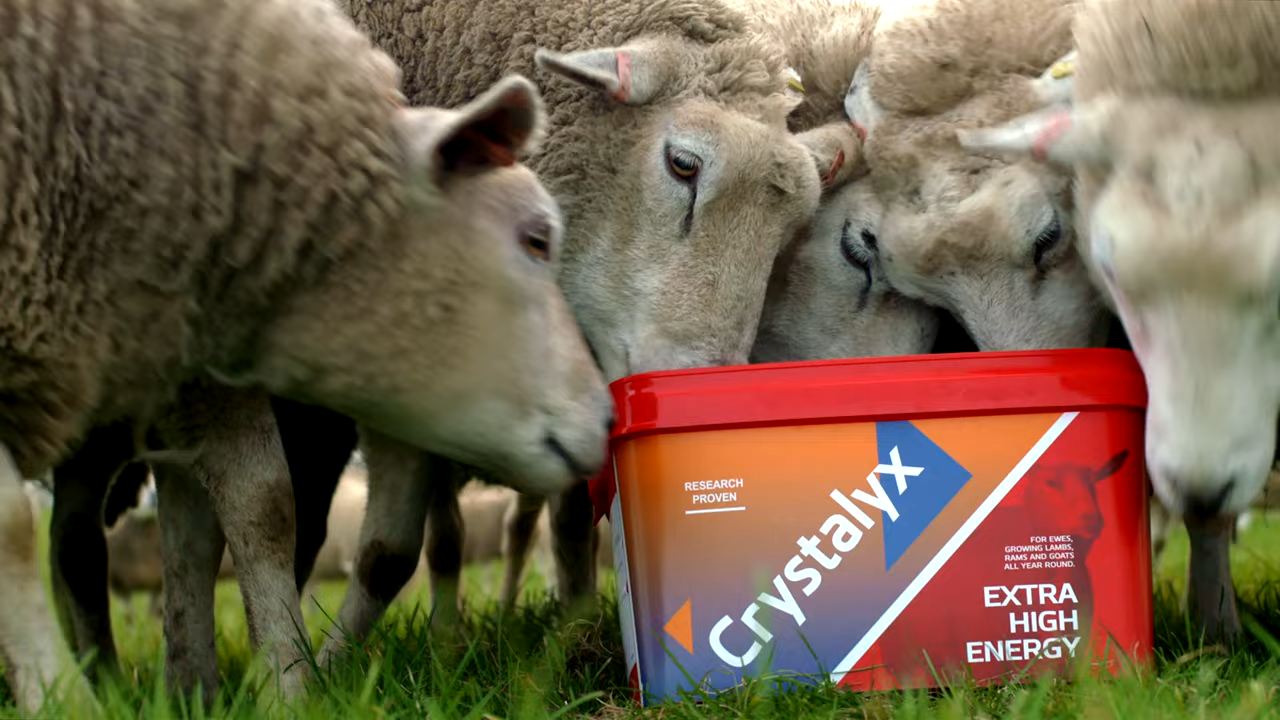 RESEARCH
PROVEN
Crystalyx
FOR EWES,
GROWING LAMBS,
RAMS AND GOATS
ALL YEAR ROUND.
EXTRA
HIGH
ENERGY